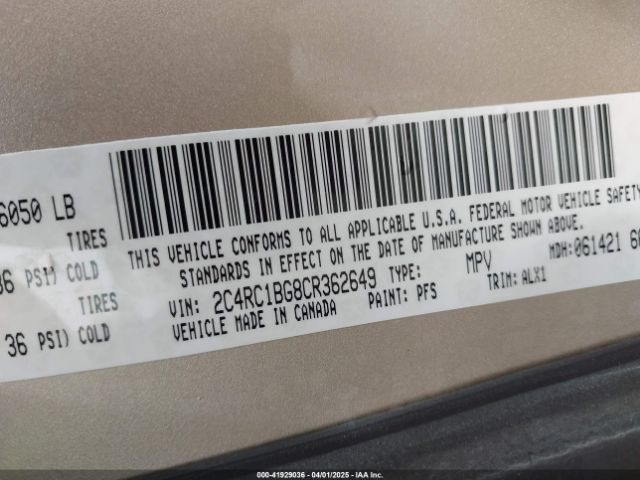 6050 LB
TIRES
36 PSI) COLD
TIRES
36 PSI) COLD
THIS VEHICLE CONFORMS TO ALL APPLICABLE U.S.A. FEDERAL MOTOR VEHICLE SAFETY
STANDARDS IN EFFECT ON THE DATE OF MANUFACTURE SHOWN ABOVE.
VIN: 2C4RC1BG8CR362649 TYPE: MPV MDH: 061421
VEHICLE MADE IN CANADA PAINT: PFS TRIM: ALX1
000-41929036 | 04/01/2025 | IAA Inc.